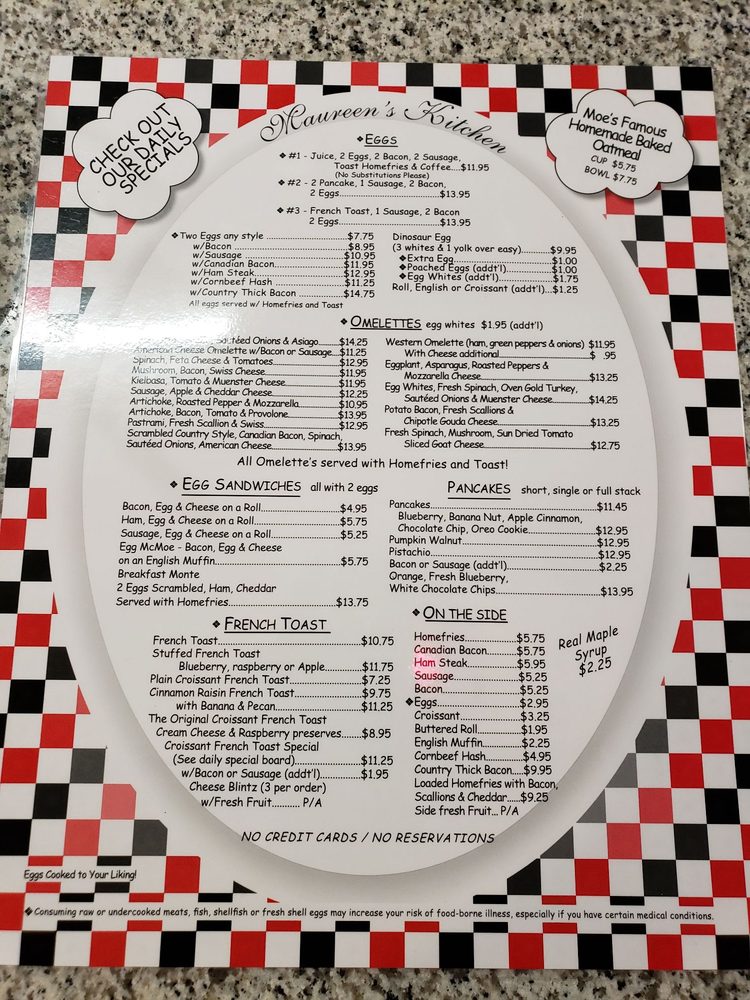 Maureen's Kitchen
CHECK OUT
OUR DAILY
SPECIALS
Moe's Famous
Homemade Baked
Oatmeal
CUP $5.75
BOWL $7.75
❖EGGS
❖ #1 - Juice, 2 Eggs, 2 Bacon, 2 Sausage,
Toast Homefries & Coffee....$11.95
(No Substitutions Please)
❖ #2 - 2 Pancake, 1 Sausage, 2 Bacon,
2 Eggs...............................$13.95
❖ #3 - French Toast, 1 Sausage, 2 Bacon
2 Eggs...............................$13.95
❖Two Eggs any style ........................$7.75
w/Bacon ..................................$8.95
w/Sausage ...............................$10.95
w/Canadian Bacon.....................$11.95
w/Ham Steak............................$12.95
w/Cornbeef Hash ......................$11.25
w/Country Thick Bacon ..............$14.75
All eggs served w/ Homefries and Toast
Dinosaur Egg
(3 whites & 1 yolk over easy)..........$9.95
❖Extra Egg..................................$1.00
❖Poached Eggs (addt'l)................$1.00
❖Egg Whites (addt'l)...................$1.75
Roll, English or Croissant (addt'l)...$1.25
❖ OMELETTES egg whites $1.95 (addt'l)
Sautéed Onions & Asiago........$14.25
American Cheese Omelette w/Bacon or Sausage....$11.25
Spinach, Feta Cheese & Tomatoes.........................$12.95
Mushroom, Bacon, Swiss Cheese..........................$11.95
Kielbasa, Tomato & Muenster Cheese....................$11.95
Sausage, Apple & Cheddar Cheese........................$12.25
Artichoke, Roasted Pepper & Mozzarella................$10.95
Artichoke, Bacon, Tomato & Provolone...................$13.95
Pastrami, Fresh Scallion & Swiss...........................$12.95
Scrambled Country Style, Canadian Bacon, Spinach,
Sautéed Onions, American Cheese........................$13.95
Western Omelette (ham, green peppers & onions) $11.95
With Cheese additional..............................$ .95
Eggplant, Asparagus, Roasted Peppers &
Mozzarella Cheese....................................$13.25
Egg Whites, Fresh Spinach, Oven Gold Turkey,
Sautéed Onions & Muenster Cheese............$14.25
Potato Bacon, Fresh Scallions &
Chipotle Gouda Cheese..............................$13.25
Fresh Spinach, Mushroom, Sun Dried Tomato
Sliced Goat Cheese...................................$12.75
All Omelette's served with Homefries and Toast!
❖ EGG SANDWICHES all with 2 eggs
Bacon, Egg & Cheese on a Roll........................$4.95
Ham, Egg & Cheese on a Roll..........................$5.75
Sausage, Egg & Cheese on a Roll.....................$5.25
Egg McMoe - Bacon, Egg & Cheese
on an English Muffin......................................$5.75
Breakfast Monte
2 Eggs Scrambled, Ham, Cheddar
Served with Homefries..................................$13.75
PANCAKES short, single or full stack
Pancakes...................................................$11.45
Blueberry, Banana Nut, Apple Cinnamon,
Chocolate Chip, Oreo Cookie......................$12.95
Pumpkin Walnut.........................................$12.95
Pistachio...................................................$12.95
Bacon or Sausage (addt'l)...........................$2.25
Orange, Fresh Blueberry,
White Chocolate Chips................................$13.95
❖ FRENCH TOAST
French Toast............................................$10.75
Stuffed French Toast
Blueberry, raspberry or Apple..............$11.75
Plain Croissant French Toast.....................$7.25
Cinnamon Raisin French Toast...................$9.75
with Banana & Pecan............................$11.25
The Original Croissant French Toast
Cream Cheese & Raspberry preserves.......$8.95
Croissant French Toast Special
(See daily special board)........................$11.25
w/Bacon or Sausage (addt'l)..................$1.95
Cheese Blintz (3 per order)
w/Fresh Fruit........... P/A
❖ ON THE SIDE
Homefries....................$5.75
Canadian Bacon............$5.75
Ham Steak...................$5.95
Sausage.......................$5.25
Bacon..........................$5.25
❖Eggs..........................$2.95
Croissant.....................$3.25
Buttered Roll...............$1.95
English Muffin.............$2.25
Cornbeef Hash.............$4.95
Country Thick Bacon....$9.95
Loaded Homefries with Bacon,
Scallions & Cheddar......$9.25
Side fresh Fruit... P/A
Real Maple
Syrup
$2.25
NO CREDIT CARDS / NO RESERVATIONS
Eggs Cooked to Your Liking!
❖ Consuming raw or undercooked meats, fish, shellfish or fresh shell eggs may increase your risk of food-borne illness, especially if you have certain medical conditions.